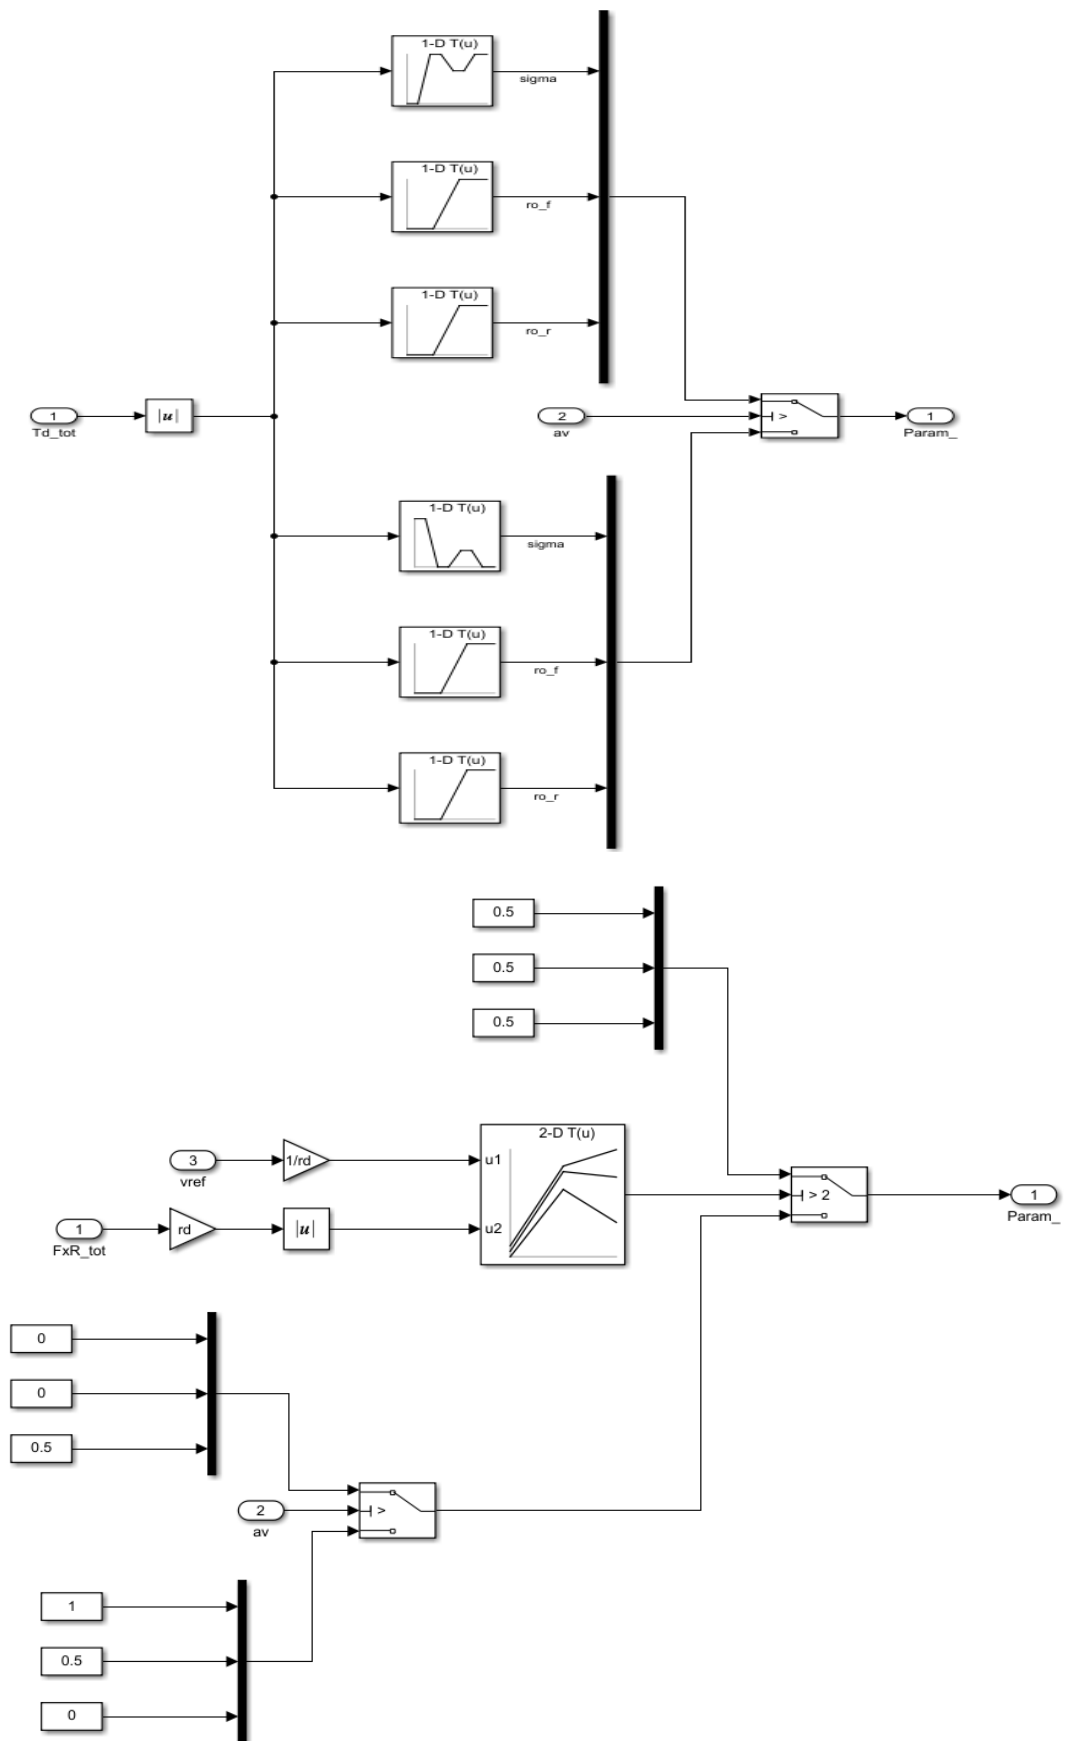 1-D T(u)
sigma
1-D T(u)
ro_f
1-D T(u)
ro_r
1
Td_tot
|u|
2
av
>
1
Param_
1-D T(u)
sigma
1-D T(u)
ro_f
1-D T(u)
ro_r
0.5
0.5
0.5
2-D T(u)
3
vref
1/rd
u1
> 2
1
Param_
1
FxR_tot
rd
|u|
u2
0
0
0.5
2
av
>
1
0.5
0